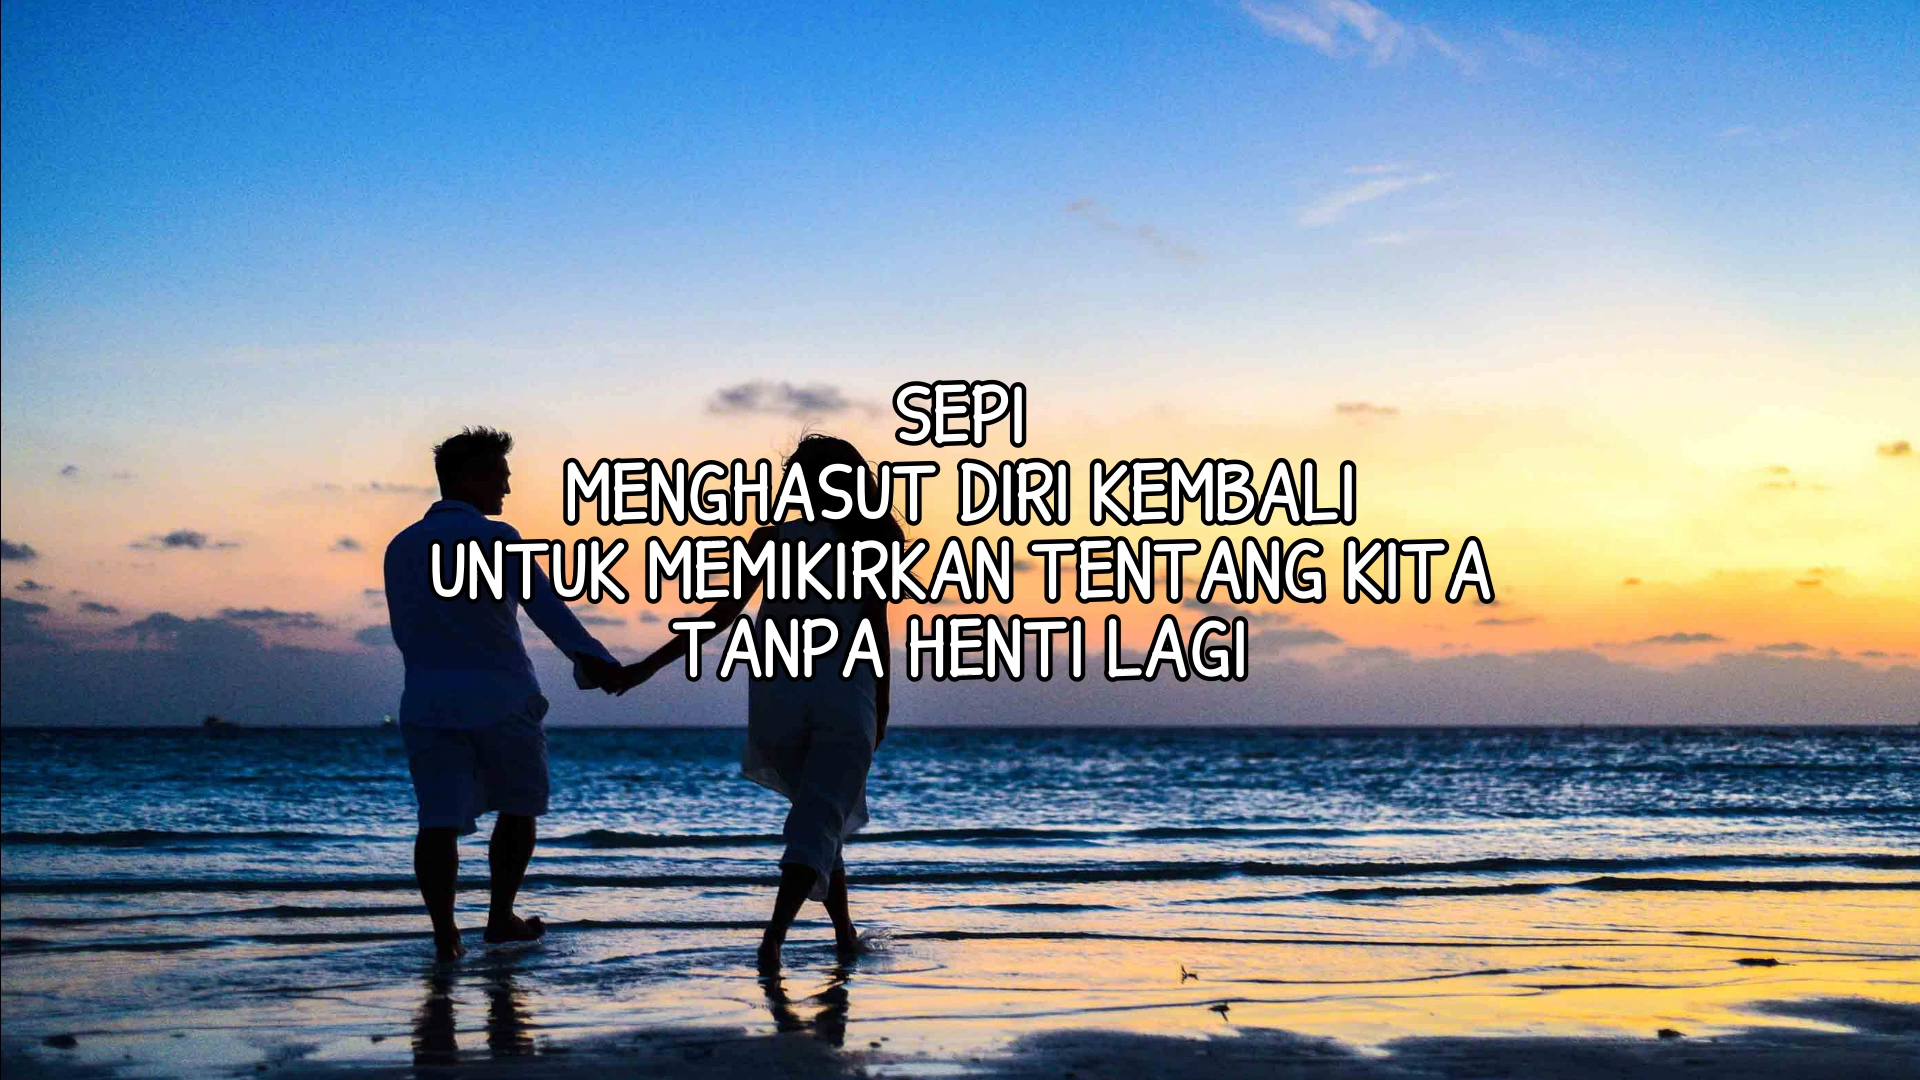 SEPI
MENGHASUT DIRI KEMBALI
UNTUK MEMIKIRKAN TENTANG KITA
TANPA HENTI LAGI